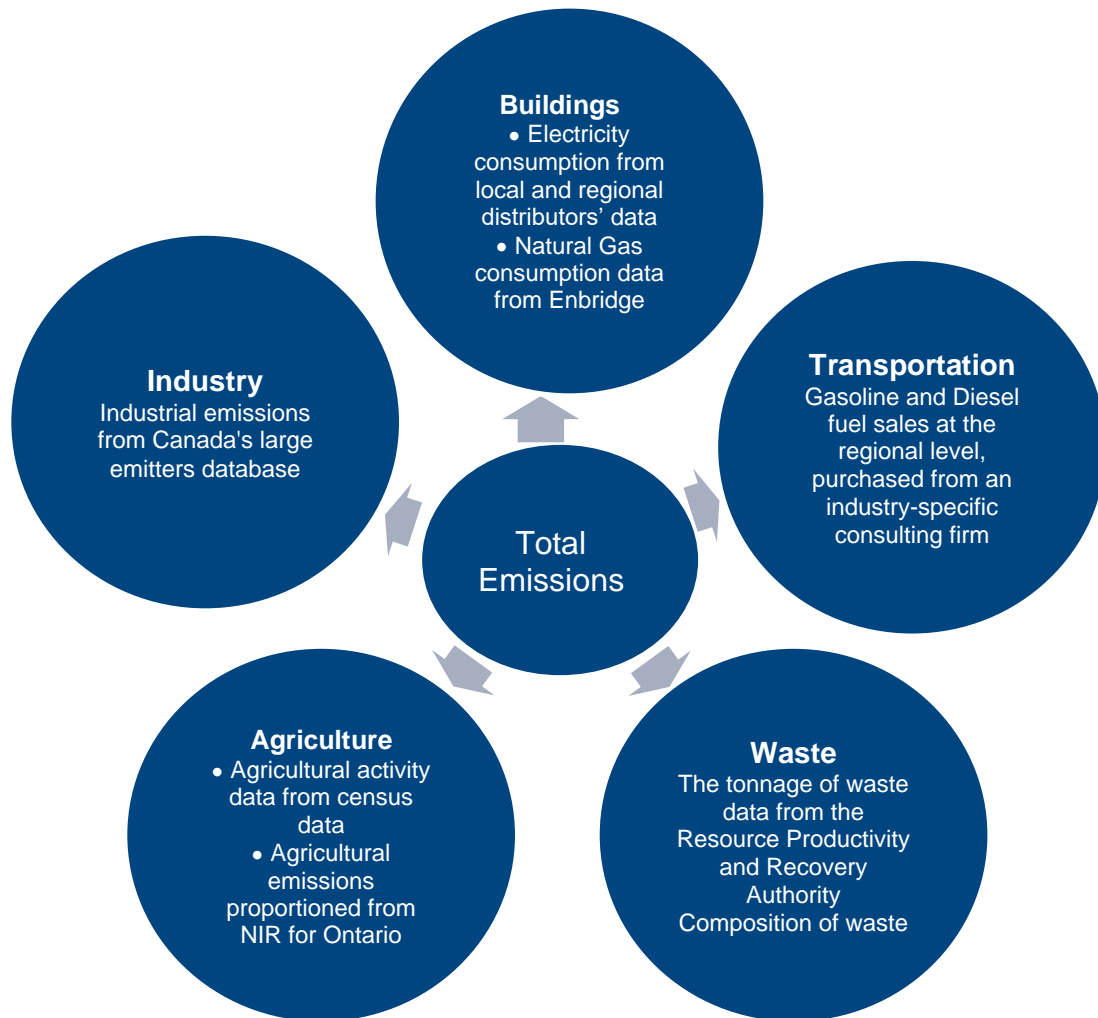 Buildings
• Electricity
consumption from
local and regional
distributors’ data
• Natural Gas
consumption data
from Enbridge
Transportation
Gasoline and Diesel
fuel sales at the
regional level,
purchased from an
industry-specific
consulting firm
Industry
Industrial emissions
from Canada's large
emitters database
Total
Emissions
Agriculture
• Agricultural activity
data from census
data
• Agricultural
emissions
proportioned from
NIR for Ontario
Waste
The tonnage of waste
data from the
Resource Productivity
and Recovery
Authority
Composition of waste